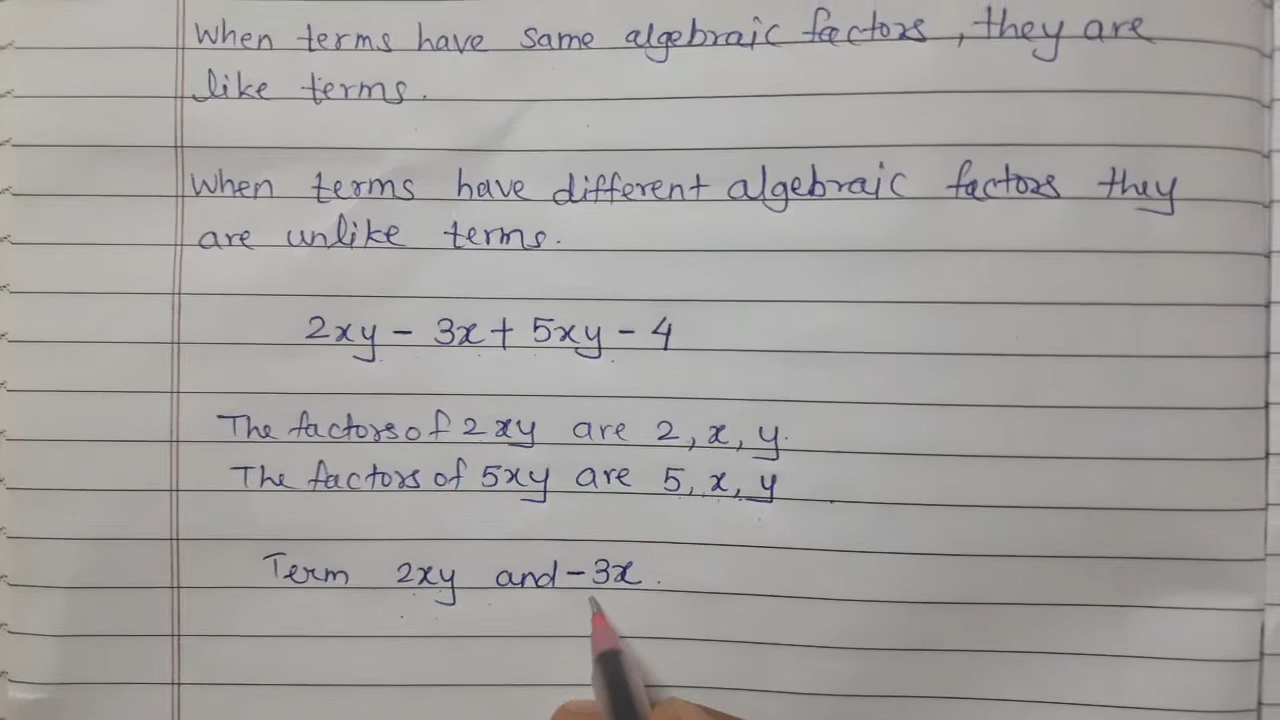 When terms have same algebraic factors, they are
like terms.
When terms have different algebraic factors they
are unlike terms.
2xy - 3x + 5xy - 4
The factors of 2xy are 2, x, y.
The factors of 5xy are 5, x, y
Term 2xy and -3x.